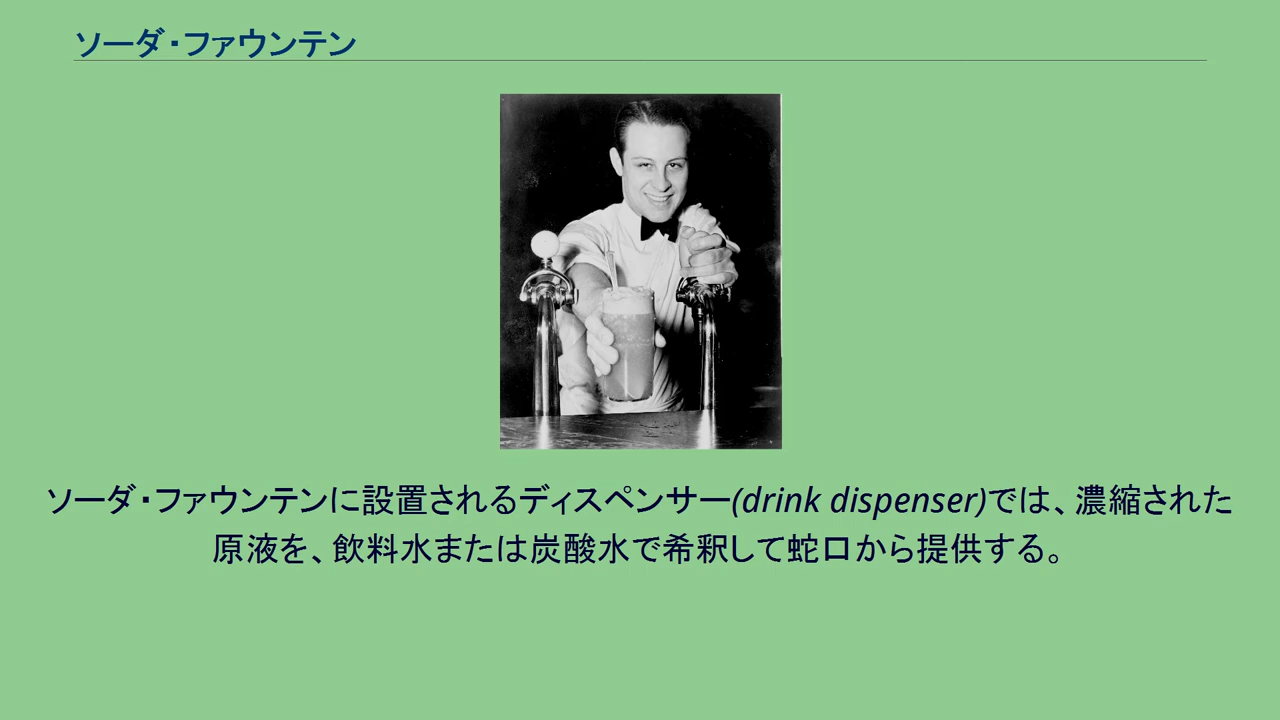 ソーダ・ファウンテン
ソーダ・ファウンテンに設置されるディスペンサー(drink dispenser)では、濃縮された
原液を、飲料水または炭酸水で希釈して蛇口から提供する。